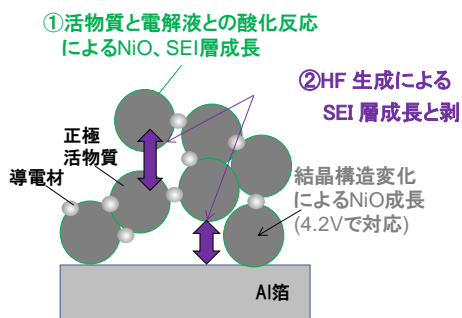 ①活物質と電解液との酸化反応
によるNiO、SEI層成長
②HF 生成による
SEI 層成長と剥
正極
活物質
導電材
結晶構造変化
によるNiO成長
(4.2Vで対応)
Al箔